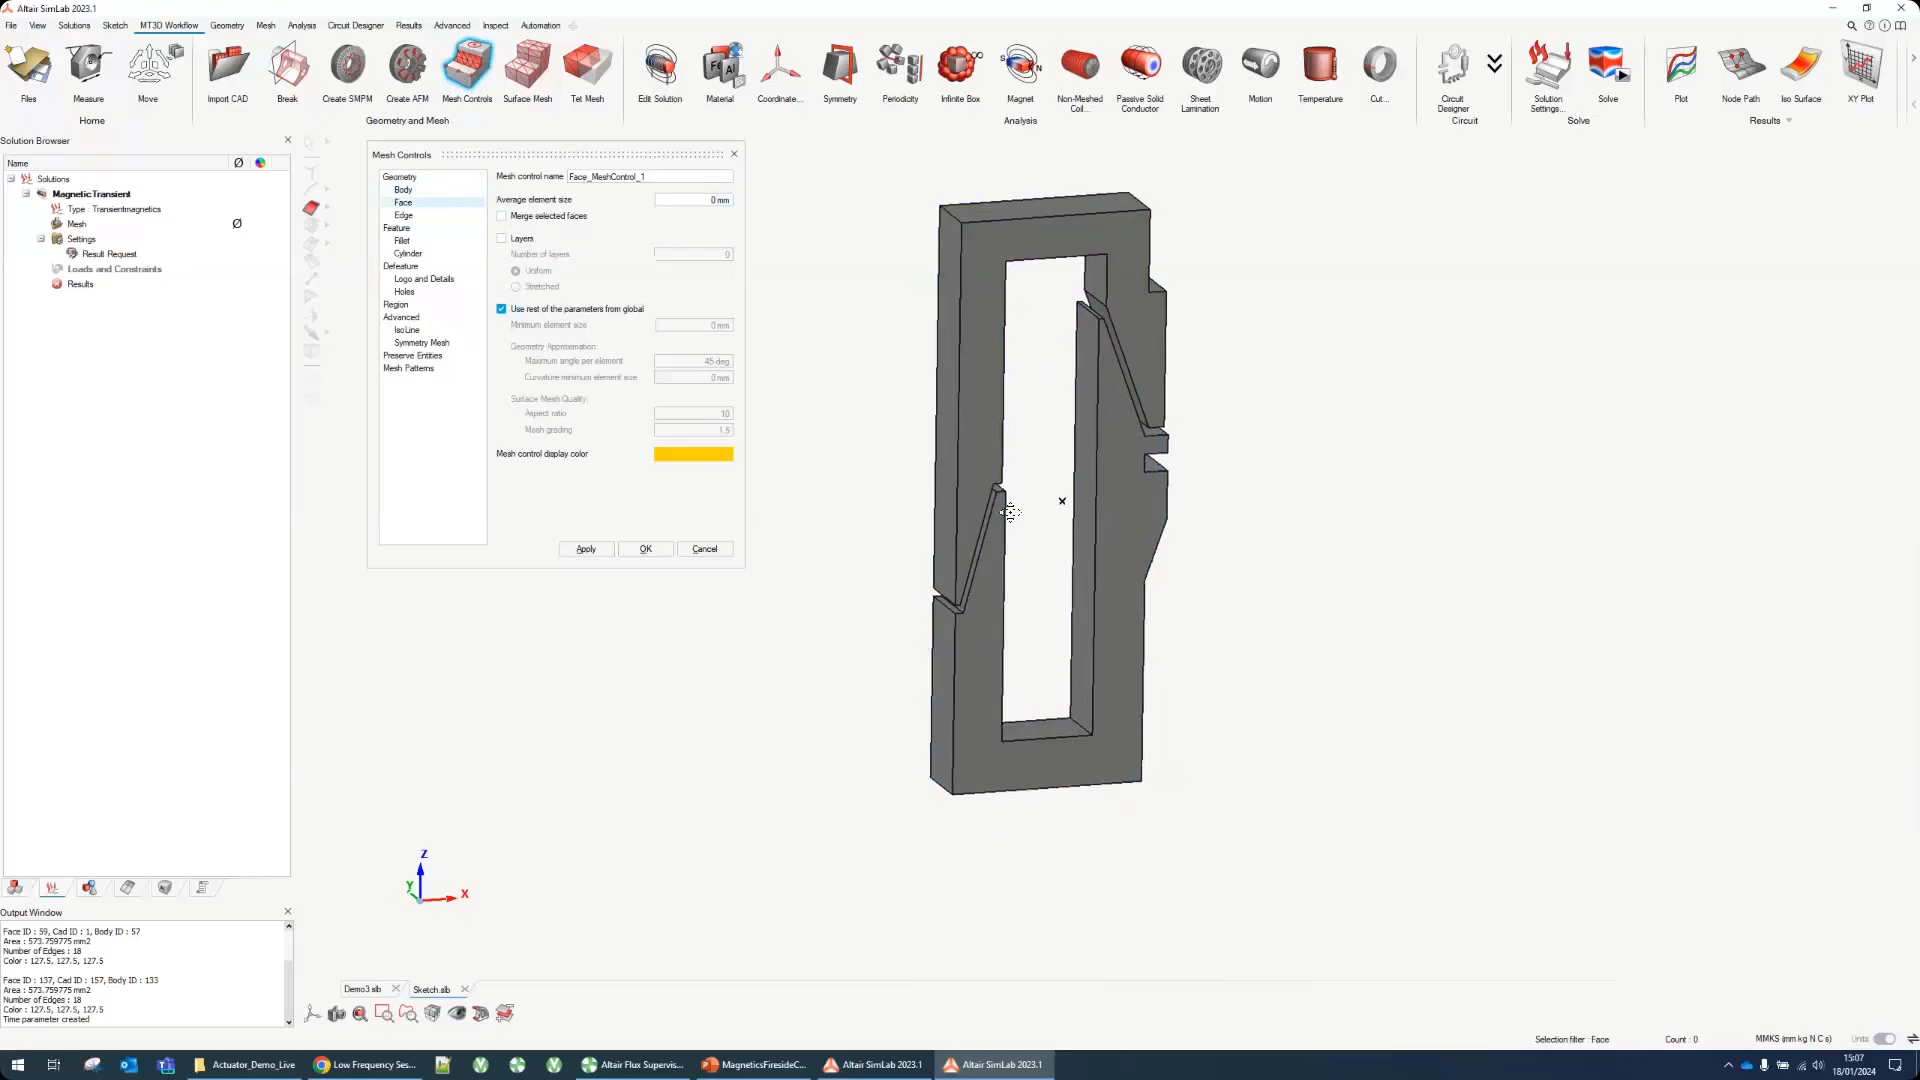 Altair SimLab 2023.1
File View Solutions Sketch MT3D Workflow Geometry Mesh Analysis Circuit Designer Results Advanced Inspect Automation
Files Measure Move Import CAD Break Create SMPM Create AFM Mesh Controls Surface Mesh Tet Mesh Edit Solution Material Coordinate... Symmetry Periodicity Infinite Box Magnet Non-Meshed Coil... Passive Solid Conductor Sheet Lamination Motion Temperature Cut... Circuit Designer Solution Settings... Solve Plot Node Path Iso Surface XY Plot
Home Geometry and Mesh Analysis Circuit Solve Results
Solution Browser
Name
Solutions
MagneticTransient
Type : Transientmagnetics
Mesh
Settings
Result Request
Loads and Constraints
Results
Mesh Controls
Geometry
Body
Face
Edge
Feature
Fillet
Cylinder
Defeature
Logo and Details
Holes
Region
Advanced
IsoLine
Symmetry Mesh
Preserve Entities
Mesh Patterns
Mesh control name Face_MeshControl_1
Average element size 0 mm
Merge selected faces
Layers
Number of layers 0
Uniform
Stretched
Use rest of the parameters from global
Minimum element size 0 mm
Geometry Approximation:
Maximum angle per element 45 deg
Curvature minimum element size 0 mm
Surface Mesh Quality:
Aspect ratio 10
Mesh grading 1.5
Mesh control display color
Apply OK Cancel
Z
Y
X
Output Window
Face ID : 59, Cad ID : 1, Body ID : 57
Area : 573.759775 mm2
Number of Edges : 18
Color : 127.5, 127.5, 127.5
Face ID : 137, Cad ID : 157, Body ID : 133
Area : 573.759775 mm2
Number of Edges : 18
Color : 127.5, 127.5, 127.5
Time parameter created
Demo3.slb Sketch.slb
Selection filter : Face Count : 0 MMKS (mm kg N C s) Units
Actuator_Demo_Live Low Frequency Ses... Altair Flux Supervis... MagneticsFiresideC... Altair SimLab 2023.1 Altair SimLab 2023.1
15:07
18/01/2024